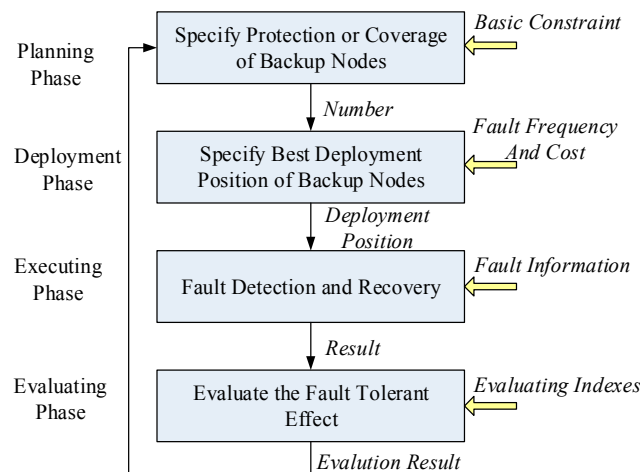 Planning
Phase
Specify Protection or Coverage
of Backup Nodes
Basic Constraint
Number
Deployment
Phase
Specify Best Deployment
Position of Backup Nodes
Fault Frequency
And Cost
Deployment
Position
Executing
Phase
Fault Detection and Recovery
Fault Information
Result
Evaluating
Phase
Evaluate the Fault Tolerant
Effect
Evaluating Indexes
Evalution Result